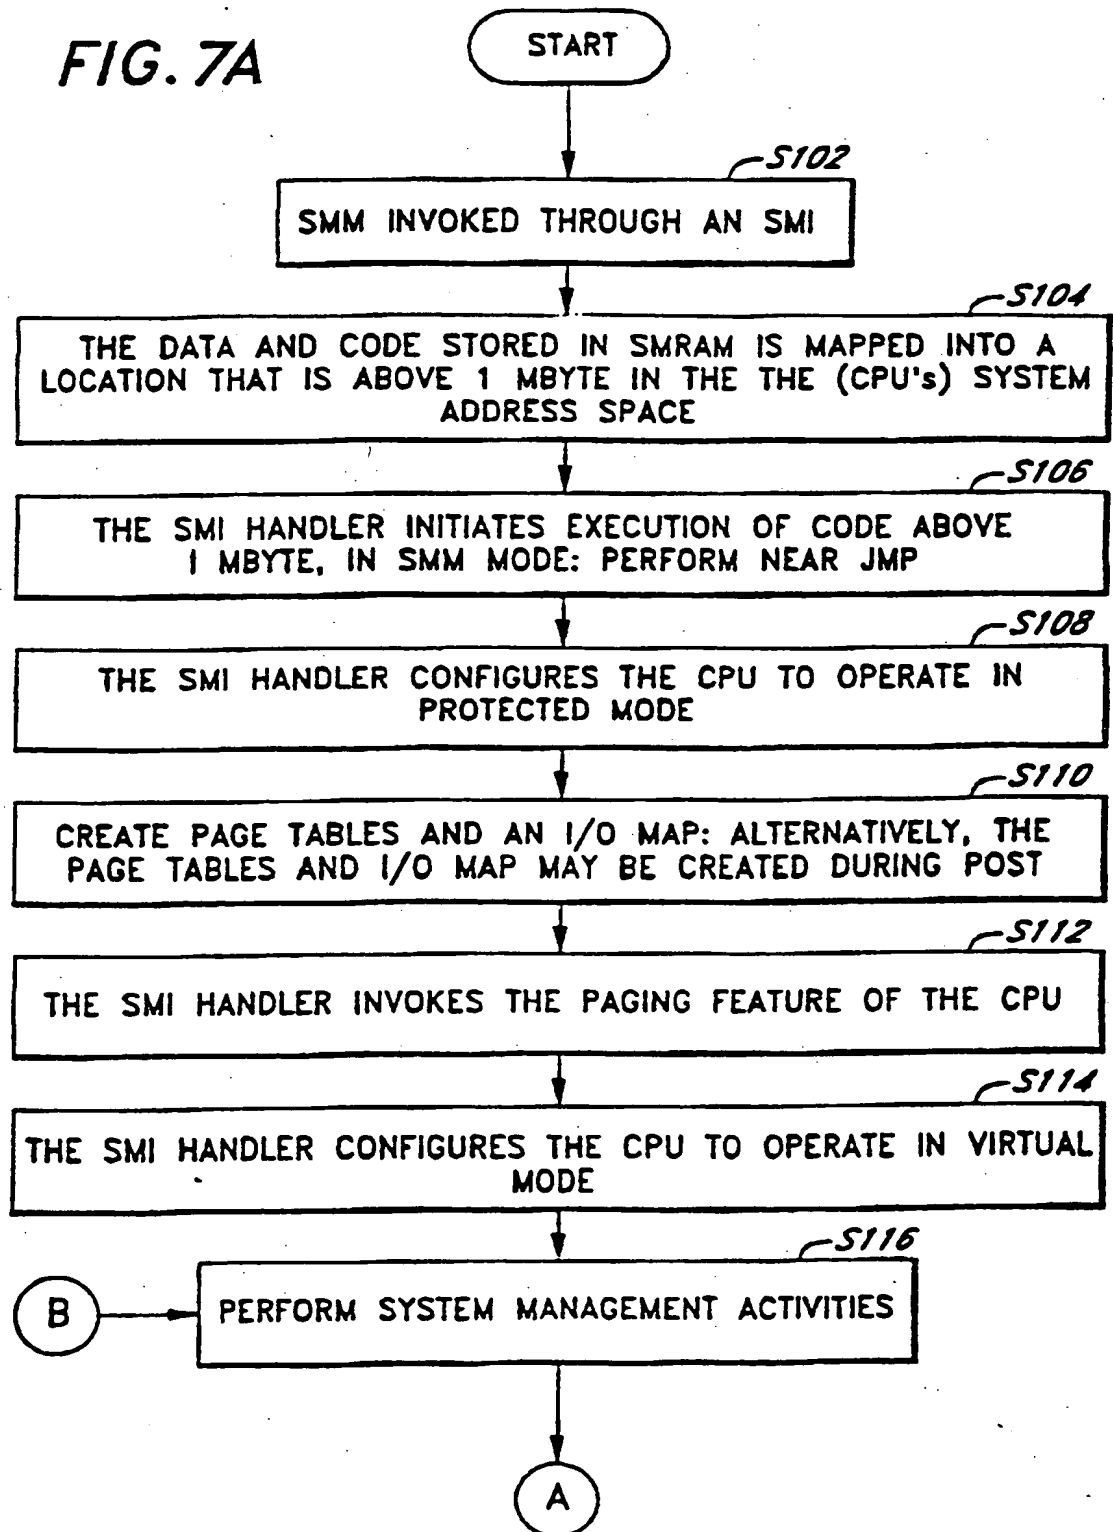 FIG. 7A
START
S102
SMM INVOKED THROUGH AN SMI
S104
THE DATA AND CODE STORED IN SMRAM IS MAPPED INTO A
LOCATION THAT IS ABOVE 1 MBYTE IN THE THE (CPU's) SYSTEM
ADDRESS SPACE
S106
THE SMI HANDLER INITIATES EXECUTION OF CODE ABOVE
1 MBYTE, IN SMM MODE: PERFORM NEAR JMP
S108
THE SMI HANDLER CONFIGURES THE CPU TO OPERATE IN
PROTECTED MODE
S110
CREATE PAGE TABLES AND AN I/O MAP: ALTERNATIVELY, THE
PAGE TABLES AND I/O MAP MAY BE CREATED DURING POST
S112
THE SMI HANDLER INVOKES THE PAGING FEATURE OF THE CPU
S114
THE SMI HANDLER CONFIGURES THE CPU TO OPERATE IN VIRTUAL
MODE
S116
B
PERFORM SYSTEM MANAGEMENT ACTIVITIES
A